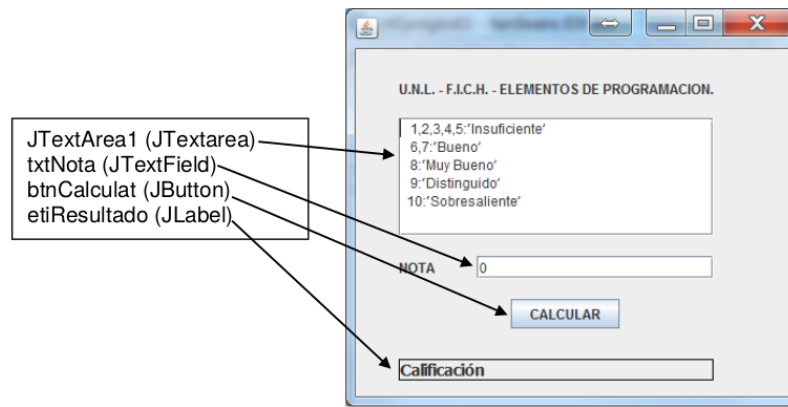 U.N.L. - F.I.C.H. - ELEMENTOS DE PROGRAMACION.
JTextArea1 (JTextarea)
txtNota (JTextField)
btnCalculat (JButton)
etiResultado (JLabel)
1,2,3,4,5:'Insuficiente'
6,7:'Bueno'
8:'Muy Bueno'
9:'Distinguido'
10:'Sobresaliente'
NOTA
0
CALCULAR
Calificación